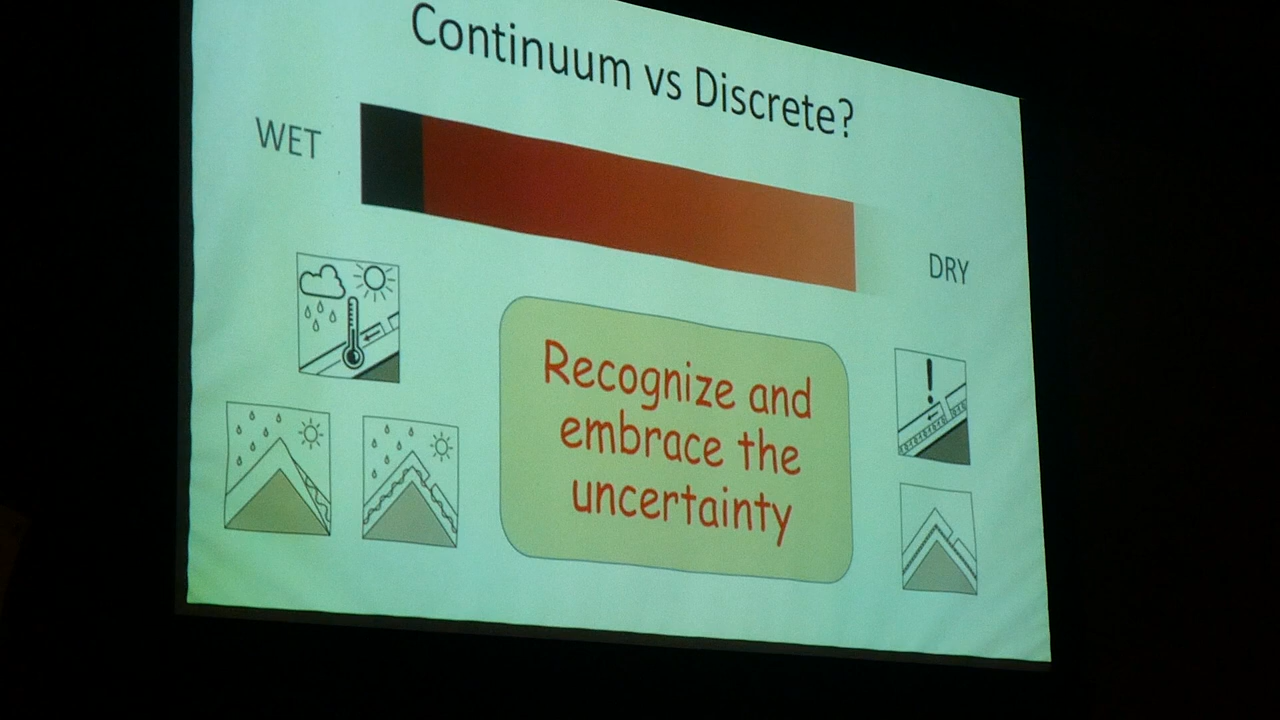 Continuum vs Discrete?
WET
DRY
!
Recognize and
embrace the
uncertainty